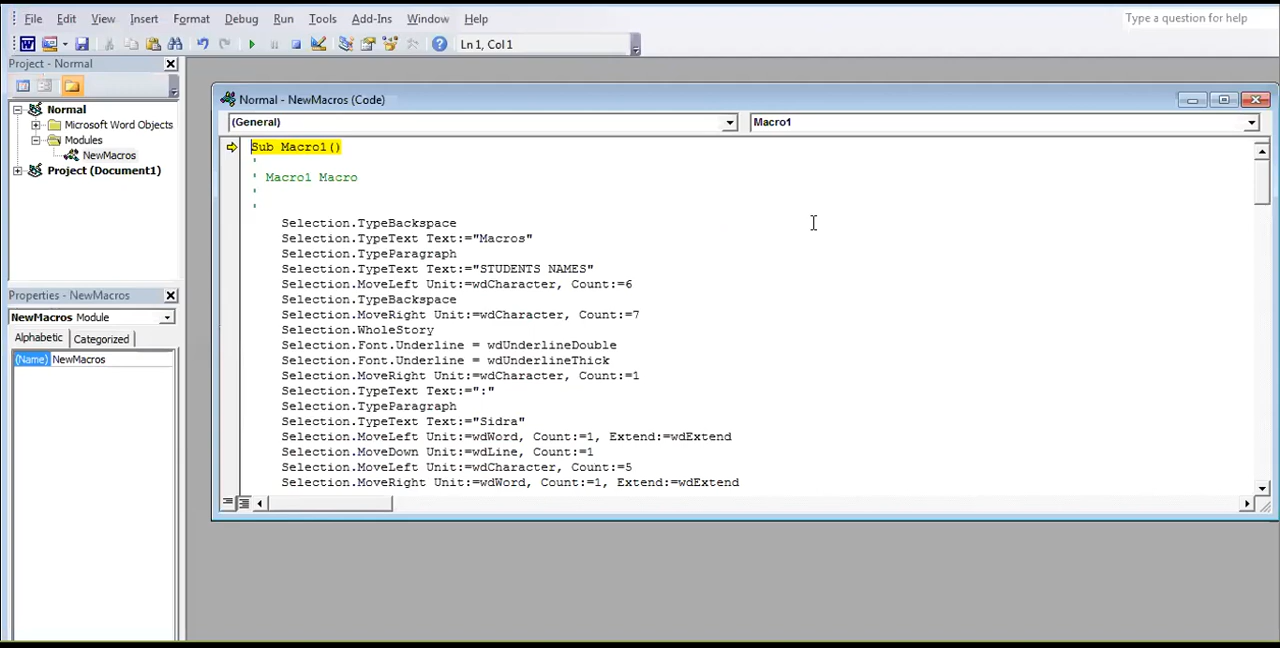 File Edit View Insert Format Debug Run Tools Add-Ins Window Help Type a question for help
Ln 1, Col 1
Project - Normal
Normal
Microsoft Word Objects
Modules
NewMacros
Project (Document1)
Properties - NewMacros
NewMacros Module
Alphabetic Categorized
(Name) NewMacros
Normal - NewMacros (Code)
(General) Macro1
Sub Macro1()
'
' Macro1 Macro
'
'
Selection.TypeBackspace
Selection.TypeText Text:="Macros"
Selection.TypeParagraph
Selection.TypeText Text:="STUDENTS NAMES"
Selection.MoveLeft Unit:=wdCharacter, Count:=6
Selection.TypeBackspace
Selection.MoveRight Unit:=wdCharacter, Count:=7
Selection.WholeStory
Selection.Font.Underline = wdUnderlineDouble
Selection.Font.Underline = wdUnderlineThick
Selection.MoveRight Unit:=wdCharacter, Count:=1
Selection.TypeText Text:=":"
Selection.TypeParagraph
Selection.TypeText Text:="Sidra"
Selection.MoveLeft Unit:=wdWord, Count:=1, Extend:=wdExtend
Selection.MoveDown Unit:=wdLine, Count:=1
Selection.MoveLeft Unit:=wdCharacter, Count:=5
Selection.MoveRight Unit:=wdWord, Count:=1, Extend:=wdExtend